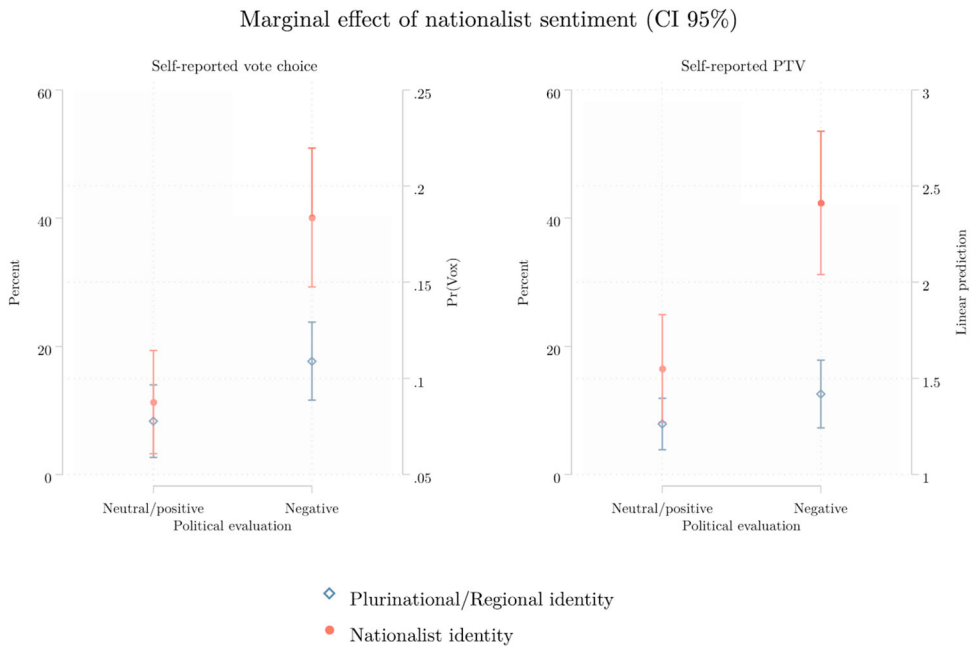 Marginal effect of nationalist sentiment (CI 95%)
Self-reported vote choice
60
40
20
0
Percent
.25
.2
.15
.1
.05
Pr(Vox)
Neutral/positive
Negative
Political evaluation
Self-reported PTV
60
40
20
0
Percent
3
2.5
2
1.5
1
Linear prediction
Neutral/positive
Negative
Political evaluation
Plurinational/Regional identity
Nationalist identity